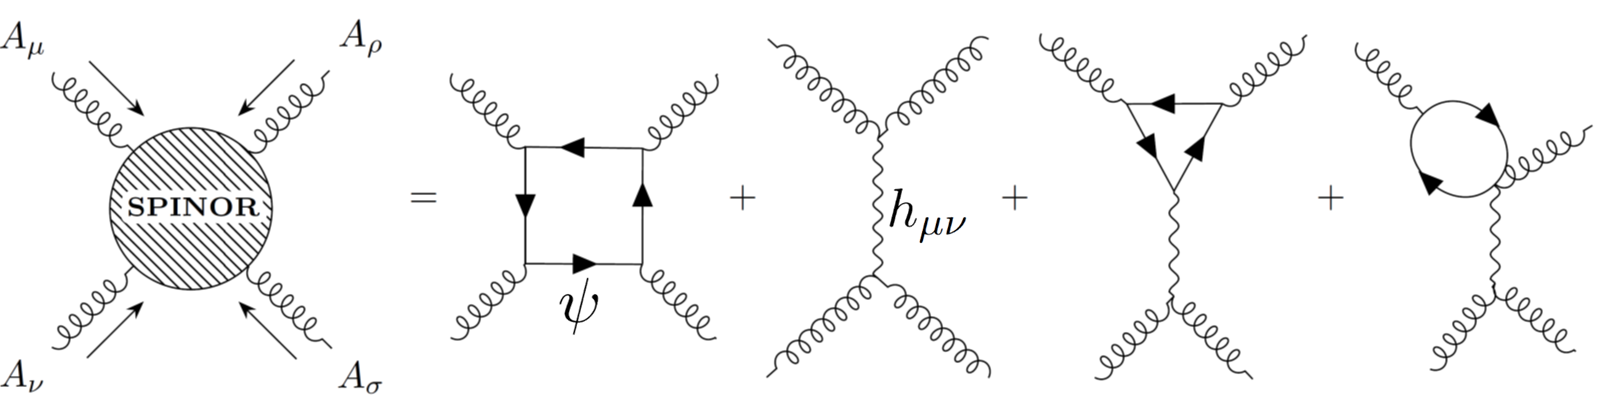 A_μ A_ρ
SPINOR = + h_μν + +
ψ
A_ν A_σ